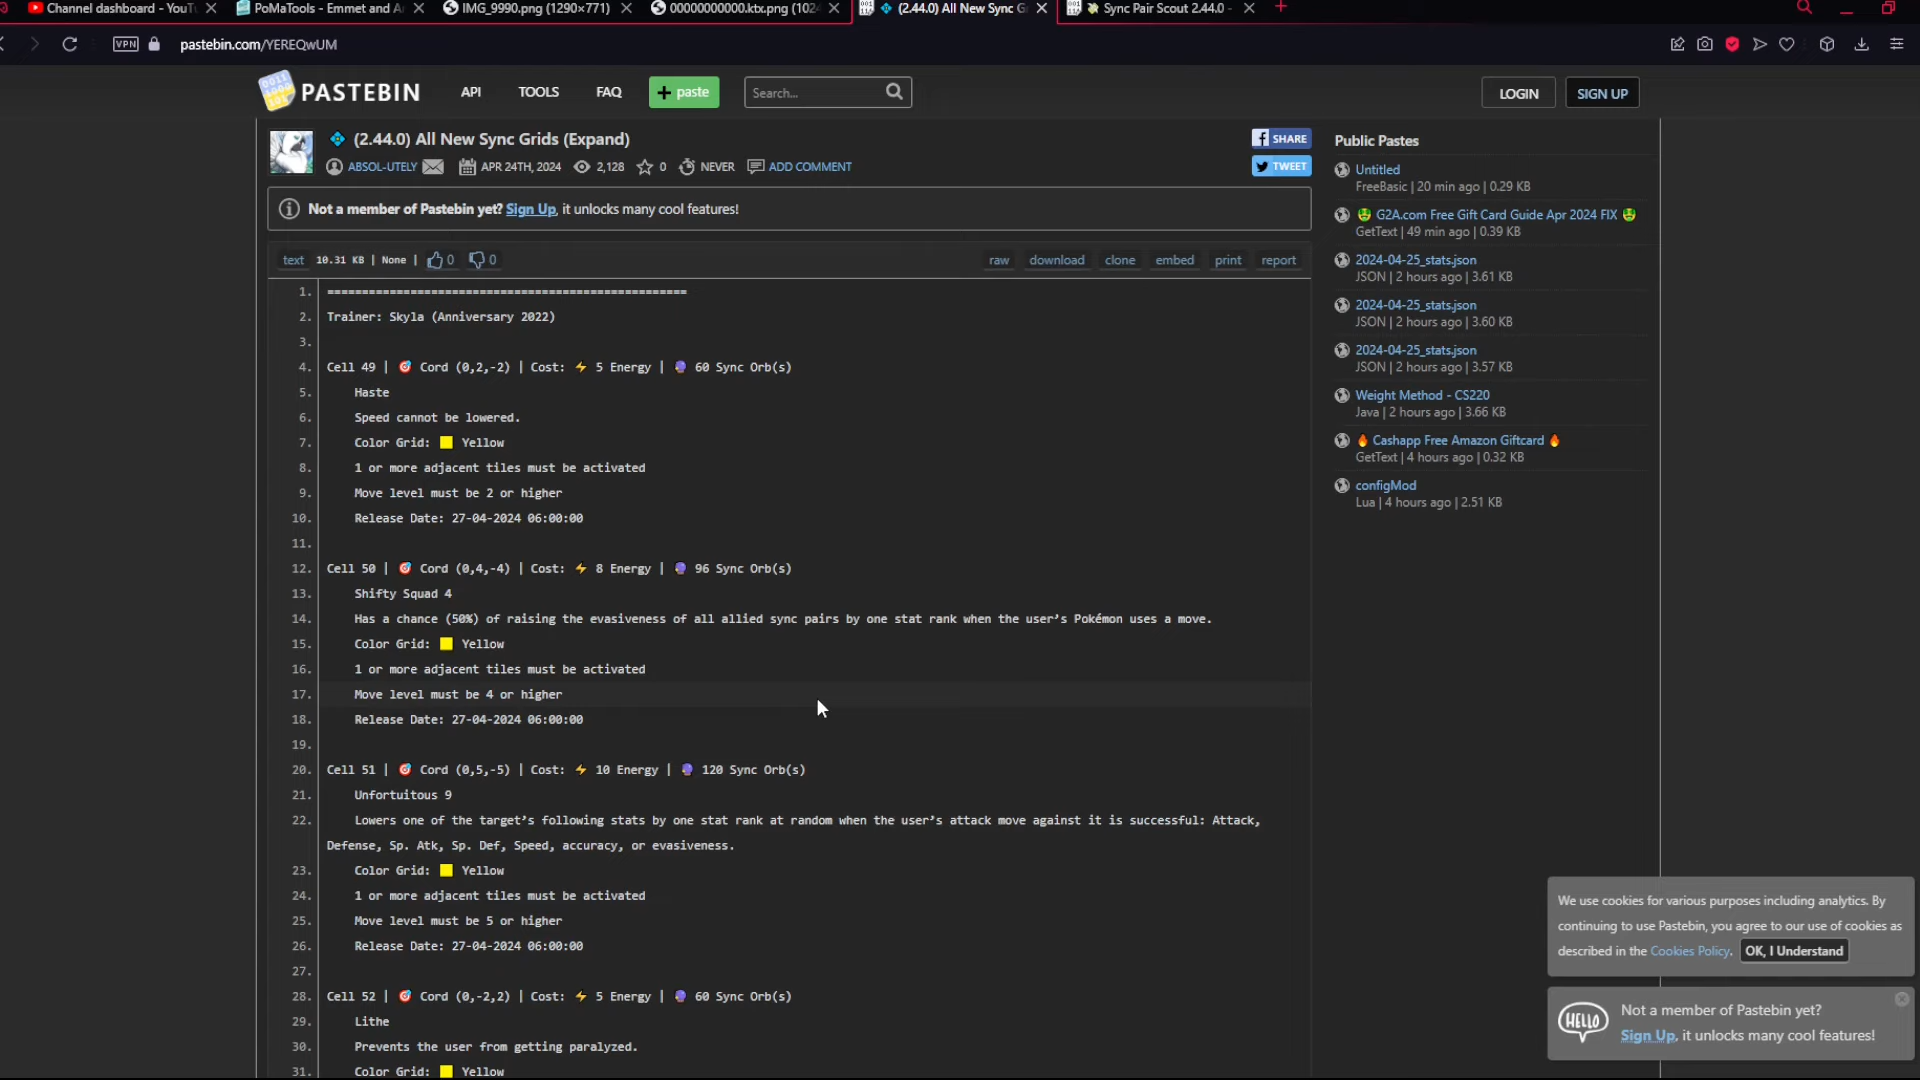 Channel dashboard - YouT
PoMaTools - Emmet and Ar
IMG_9990.png (1290×771)
00000000000.ktx.png (102
(2.44.0) All New Sync G
Sync Pair Scout 2.44.0 -
VPN
pastebin.com/YEREQwUM
PASTEBIN
API
TOOLS
FAQ
+ paste
Search...
LOGIN
SIGN UP
(2.44.0) All New Sync Grids (Expand)
SHARE
ABSOL-UTELY
APR 24TH, 2024
2,128
0
NEVER
ADD COMMENT
TWEET
Not a member of Pastebin yet? Sign Up, it unlocks many cool features!
text 10.31 KB | None | 0 0
raw download clone embed print report
1. ====================================================
2. Trainer: Skyla (Anniversary 2022)
3.
4. Cell 49 | 🎯 Cord (0,2,-2) | Cost: ⚡ 5 Energy | 🔮 60 Sync Orb(s)
5. Haste
6. Speed cannot be lowered.
7. Color Grid: 🟨 Yellow
8. 1 or more adjacent tiles must be activated
9. Move level must be 2 or higher
10. Release Date: 27-04-2024 06:00:00
11.
12. Cell 50 | 🎯 Cord (0,4,-4) | Cost: ⚡ 8 Energy | 🔮 96 Sync Orb(s)
13. Shifty Squad 4
14. Has a chance (50%) of raising the evasiveness of all allied sync pairs by one stat rank when the user's Pokémon uses a move.
15. Color Grid: 🟨 Yellow
16. 1 or more adjacent tiles must be activated
17. Move level must be 4 or higher
18. Release Date: 27-04-2024 06:00:00
19.
20. Cell 51 | 🎯 Cord (0,5,-5) | Cost: ⚡ 10 Energy | 🔮 120 Sync Orb(s)
21. Unfortuitous 9
22. Lowers one of the target's following stats by one stat rank at random when the user's attack move against it is successful: Attack,
Defense, Sp. Atk, Sp. Def, Speed, accuracy, or evasiveness.
23. Color Grid: 🟨 Yellow
24. 1 or more adjacent tiles must be activated
25. Move level must be 5 or higher
26. Release Date: 27-04-2024 06:00:00
27.
28. Cell 52 | 🎯 Cord (0,-2,2) | Cost: ⚡ 5 Energy | 🔮 60 Sync Orb(s)
29. Lithe
30. Prevents the user from getting paralyzed.
31. Color Grid: 🟨 Yellow
Public Pastes
Untitled
FreeBasic | 20 min ago | 0.29 KB
🤑 G2A.com Free Gift Card Guide Apr 2024 FIX 🤑
GetText | 49 min ago | 0.39 KB
2024-04-25_stats.json
JSON | 2 hours ago | 3.61 KB
2024-04-25_stats.json
JSON | 2 hours ago | 3.60 KB
2024-04-25_stats.json
JSON | 2 hours ago | 3.57 KB
Weight Method - CS220
Java | 2 hours ago | 3.66 KB
🔥 Cashapp Free Amazon Giftcard 🔥
GetText | 4 hours ago | 0.32 KB
configMod
Lua | 4 hours ago | 2.51 KB
We use cookies for various purposes including analytics. By
continuing to use Pastebin, you agree to our use of cookies as
described in the Cookies Policy. OK, I Understand
HELLO
Not a member of Pastebin yet?
Sign Up, it unlocks many cool features!